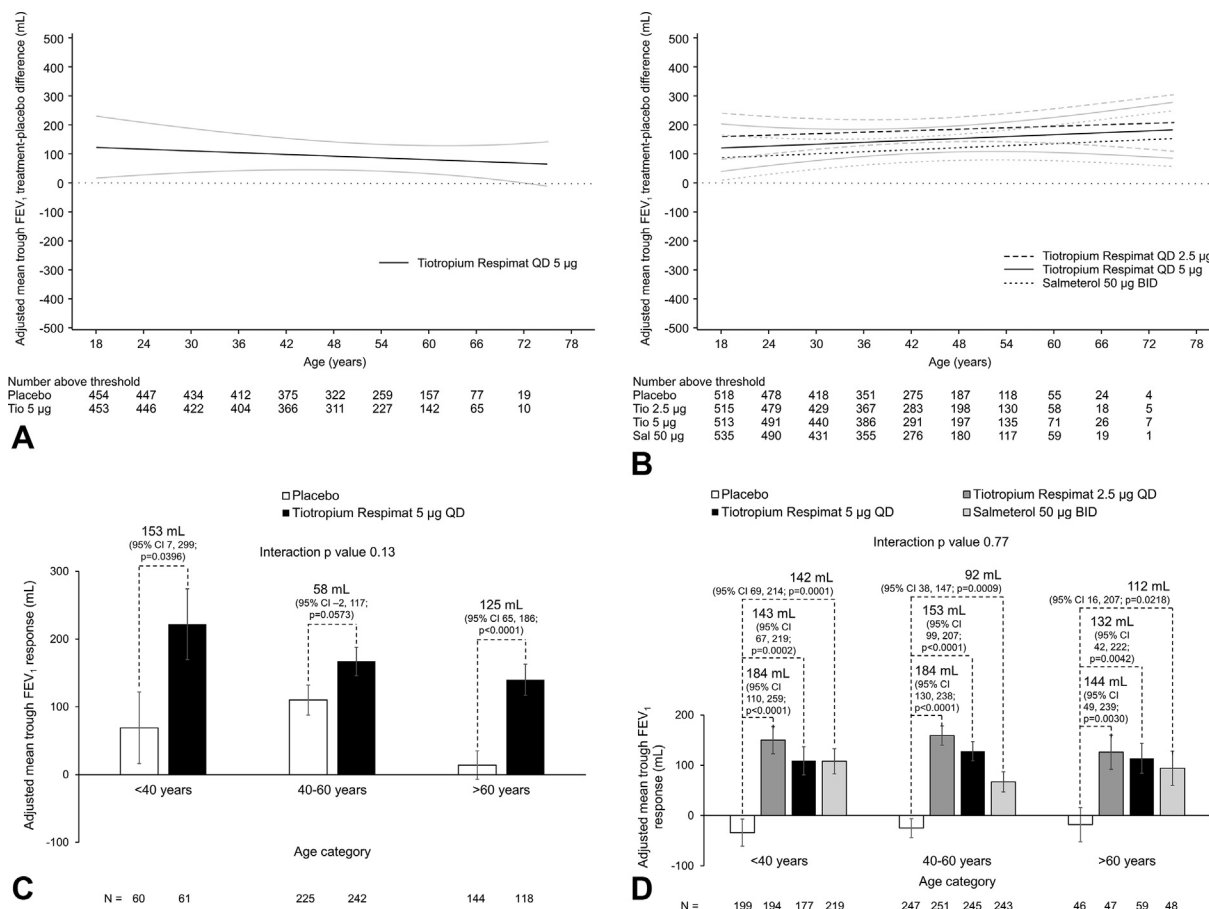 Adjusted mean trough FEV1 treatment-placebo difference (mL)
500
400
300
200
100
0
-100
-200
-300
-400
-500
Tiotropium Respimat QD 5 µg
18 24 30 36 42 48 54 60 66 72 78
Age (years)
Number above threshold
Placebo 454 447 434 412 375 322 259 157 77 19
Tio 5 µg 453 446 422 404 366 311 227 142 65 10
A
Adjusted mean trough FEV1 treatment-placebo difference (mL)
500
400
300
200
100
0
-100
-200
-300
-400
-500
Tiotropium Respimat QD 2.5 µg
Tiotropium Respimat QD 5 µg
Salmeterol 50 µg BID
18 24 30 36 42 48 54 60 66 72 78
Age (years)
Number above threshold
Placebo 518 478 418 351 275 187 118 55 24 4
Tio 2.5 µg 515 479 429 367 283 198 130 58 18 5
Tio 5 µg 513 491 440 386 291 197 135 71 26 7
Sal 50 µg 535 490 431 355 276 180 117 59 19 1
B
Placebo
Tiotropium Respimat 5 µg QD
Interaction p value 0.13
153 mL
(95% CI 7, 299;
p=0.0396)
58 mL
(95% CI –2, 117;
p=0.0573)
125 mL
(95% CI 65, 186;
p<0.0001)
Adjusted mean trough FEV1 response (mL)
300
200
100
0
-100
<40 years 40-60 years >60 years
Age category
N = 60 61 225 242 144 118
C
Placebo
Tiotropium Respimat 2.5 µg QD
Tiotropium Respimat 5 µg QD
Salmeterol 50 µg BID
Interaction p value 0.77
142 mL
(95% CI 69, 214; p=0.0001)
143 mL
(95% CI
67, 219;
p=0.0002)
184 mL
(95% CI
110, 259;
p<0.0001)
92 mL
(95% CI 38, 147; p=0.0009)
153 mL
(95% CI
99, 207;
p<0.0001)
184 mL
(95% CI
130, 238;
p<0.0001)
112 mL
(95% CI 16, 207; p=0.0218)
132 mL
(95% CI
42, 222;
p=0.0042)
144 mL
(95% CI
49, 239;
p=0.0030)
Adjusted mean trough FEV1
response (mL)
200
100
0
-100
<40 years 40-60 years >60 years
Age category
N = 199 194 177 219 247 251 245 243 46 47 59 48
D